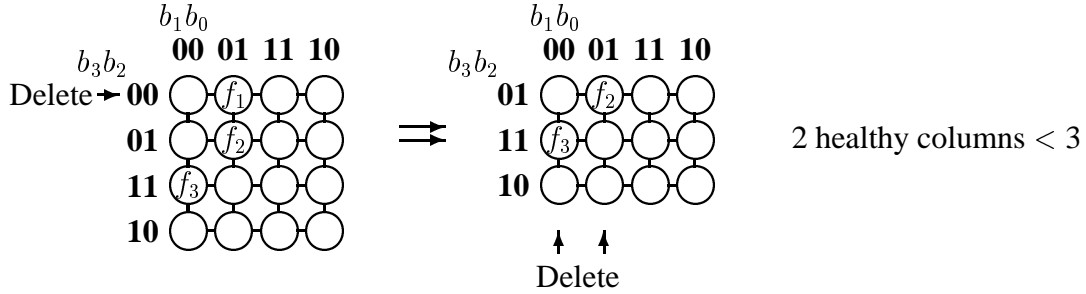 b₁b₀ b₁b₀
00 01 11 10 00 01 11 10
b₃b₂ b₃b₂
Delete 00 f₁ 01 f₂
01 f₂ 11 f₃ 2 healthy columns < 3
11 f₃ 10
10
Delete